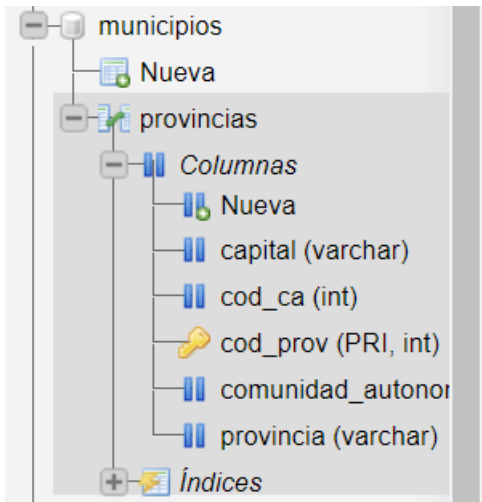 municipios
Nueva
provincias
Columnas
Nueva
capital (varchar)
cod_ca (int)
cod_prov (PRI, int)
comunidad_autonor
provincia (varchar)
Índices